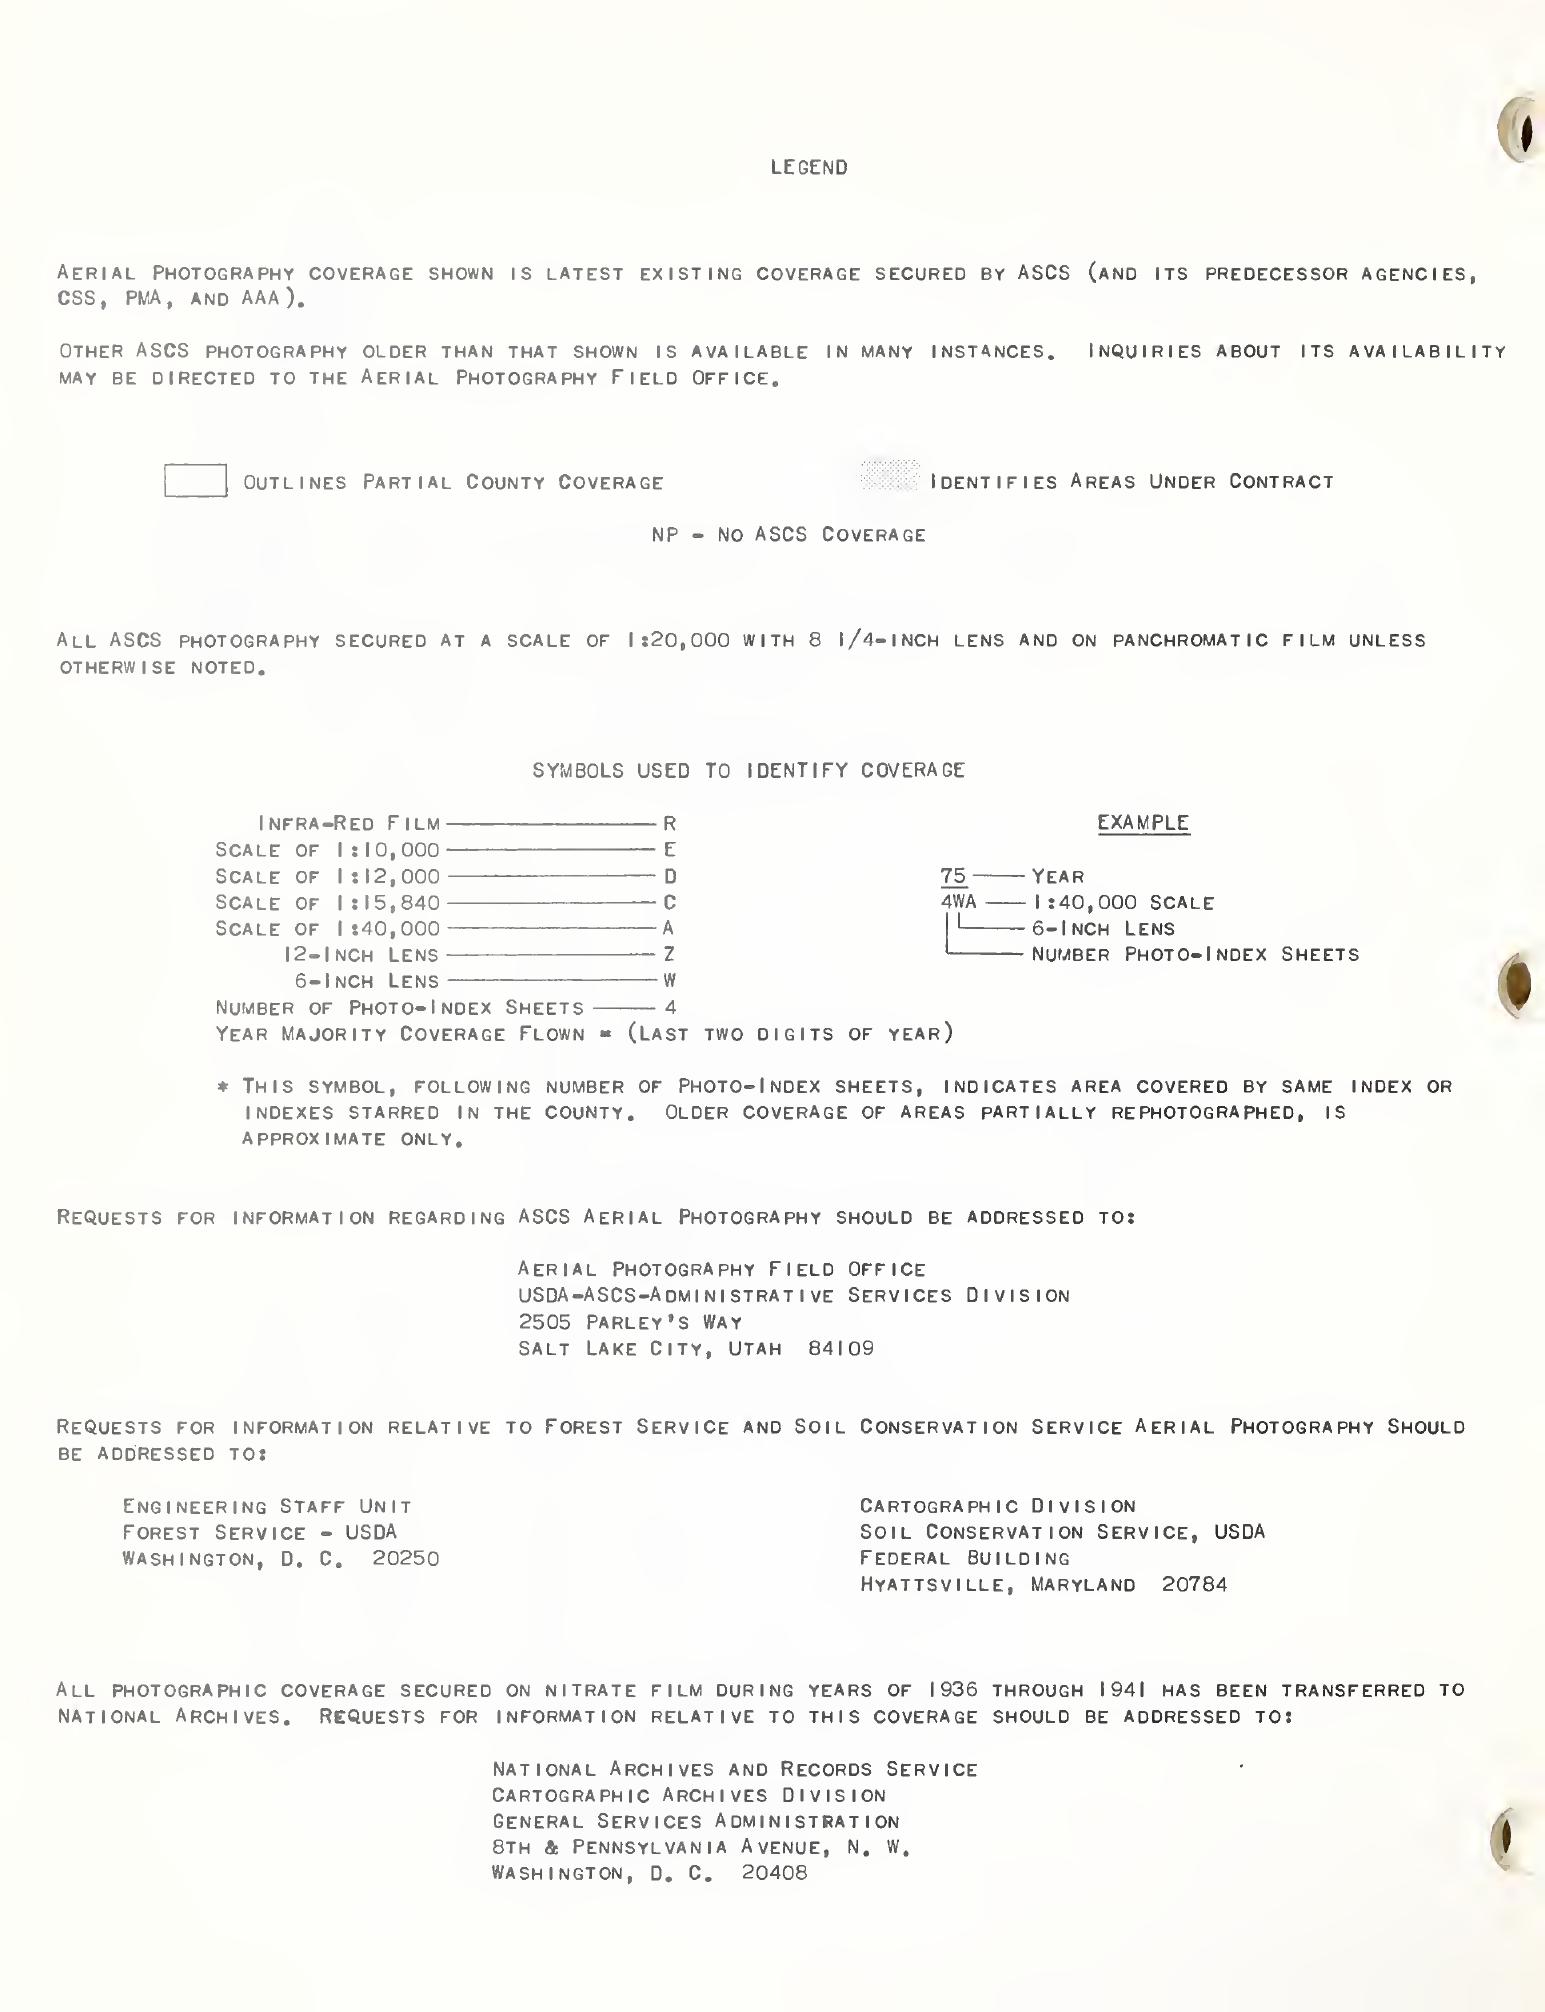 LEGEND
AERIAL PHOTOGRAPHY COVERAGE SHOWN IS LATEST EXISTING COVERAGE SECURED BY ASCS (AND ITS PREDECESSOR AGENCIES,
CSS, PMA, AND AAA).
OTHER ASCS PHOTOGRAPHY OLDER THAN THAT SHOWN IS AVAILABLE IN MANY INSTANCES. INQUIRIES ABOUT ITS AVAILABILITY
MAY BE DIRECTED TO THE AERIAL PHOTOGRAPHY FIELD OFFICE.
OUTLINES PARTIAL COUNTY COVERAGE
IDENTIFIES AREAS UNDER CONTRACT
NP - NO ASCS COVERAGE
ALL ASCS PHOTOGRAPHY SECURED AT A SCALE OF 1:20,000 WITH 8 1/4-INCH LENS AND ON PANCHROMATIC FILM UNLESS
OTHERWISE NOTED.
SYMBOLS USED TO IDENTIFY COVERAGE
INFRA-RED FILM R
SCALE OF 1:10,000 E
SCALE OF 1:12,000 D
SCALE OF 1:15,840 C
SCALE OF 1:40,000 A
12-INCH LENS Z
6-INCH LENS W
NUMBER OF PHOTO-INDEX SHEETS 4
YEAR MAJORITY COVERAGE FLOWN = (LAST TWO DIGITS OF YEAR)
EXAMPLE
75 YEAR
4WA 1:40,000 SCALE
6-INCH LENS
NUMBER PHOTO-INDEX SHEETS
* THIS SYMBOL, FOLLOWING NUMBER OF PHOTO-INDEX SHEETS, INDICATES AREA COVERED BY SAME INDEX OR
INDEXES STARRED IN THE COUNTY. OLDER COVERAGE OF AREAS PARTIALLY REPHOTOGRAPHED, IS
APPROXIMATE ONLY.
REQUESTS FOR INFORMATION REGARDING ASCS AERIAL PHOTOGRAPHY SHOULD BE ADDRESSED TO:
AERIAL PHOTOGRAPHY FIELD OFFICE
USDA-ASCS-ADMINISTRATIVE SERVICES DIVISION
2505 PARLEY'S WAY
SALT LAKE CITY, UTAH 84109
REQUESTS FOR INFORMATION RELATIVE TO FOREST SERVICE AND SOIL CONSERVATION SERVICE AERIAL PHOTOGRAPHY SHOULD
BE ADDRESSED TO:
ENGINEERING STAFF UNIT
FOREST SERVICE - USDA
WASHINGTON, D. C. 20250
CARTOGRAPHIC DIVISION
SOIL CONSERVATION SERVICE, USDA
FEDERAL BUILDING
HYATTSVILLE, MARYLAND 20784
ALL PHOTOGRAPHIC COVERAGE SECURED ON NITRATE FILM DURING YEARS OF 1936 THROUGH 1941 HAS BEEN TRANSFERRED TO
NATIONAL ARCHIVES. REQUESTS FOR INFORMATION RELATIVE TO THIS COVERAGE SHOULD BE ADDRESSED TO:
NATIONAL ARCHIVES AND RECORDS SERVICE
CARTOGRAPHIC ARCHIVES DIVISION
GENERAL SERVICES ADMINISTRATION
8TH & PENNSYLVANIA AVENUE, N. W.
WASHINGTON, D. C. 20408